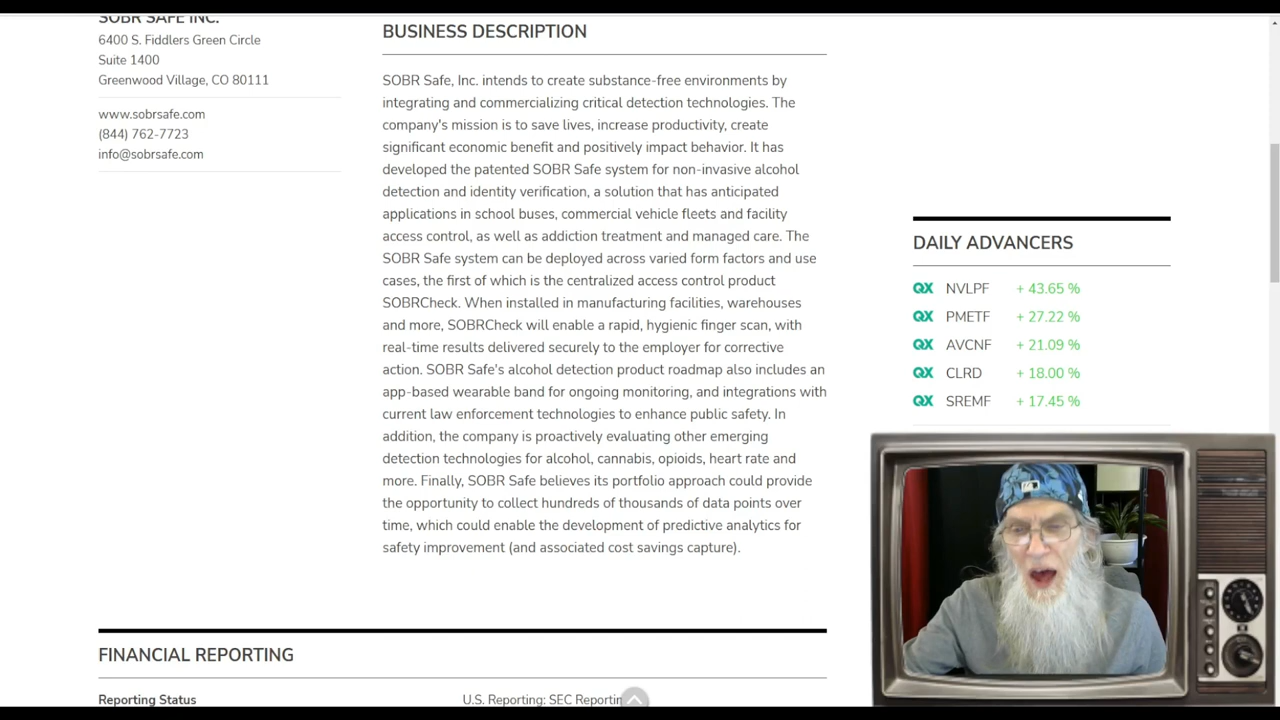 SOBR SAFE INC.
6400 S. Fiddlers Green Circle
Suite 1400
Greenwood Village, CO 80111
www.sobrsafe.com
(844) 762-7723
info@sobrsafe.com
BUSINESS DESCRIPTION
SOBR Safe, Inc. intends to create substance-free environments by
integrating and commercializing critical detection technologies. The
company's mission is to save lives, increase productivity, create
significant economic benefit and positively impact behavior. It has
developed the patented SOBR Safe system for non-invasive alcohol
detection and identity verification, a solution that has anticipated
applications in school buses, commercial vehicle fleets and facility
access control, as well as addiction treatment and managed care. The
SOBR Safe system can be deployed across varied form factors and use
cases, the first of which is the centralized access control product
SOBRCheck. When installed in manufacturing facilities, warehouses
and more, SOBRCheck will enable a rapid, hygienic finger scan, with
real-time results delivered securely to the employer for corrective
action. SOBR Safe's alcohol detection product roadmap also includes an
app-based wearable band for ongoing monitoring, and integrations with
current law enforcement technologies to enhance public safety. In
addition, the company is proactively evaluating other emerging
detection technologies for alcohol, cannabis, opioids, heart rate and
more. Finally, SOBR Safe believes its portfolio approach could provide
the opportunity to collect hundreds of thousands of data points over
time, which could enable the development of predictive analytics for
safety improvement (and associated cost savings capture).
DAILY ADVANCERS
QX NVLPF + 43.65 %
QX PMETF + 27.22 %
QX AVCNF + 21.09 %
QX CLRD + 18.00 %
QX SREMF + 17.45 %
FINANCIAL REPORTING
Reporting Status U.S. Reporting: SEC Reportin